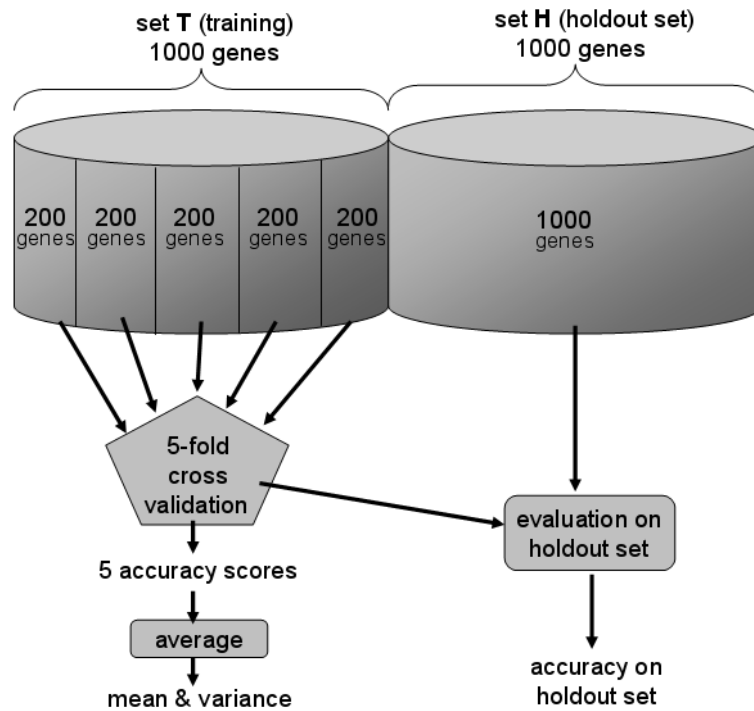 set T (training)
1000 genes
set H (holdout set)
1000 genes
200
genes
200
genes
200
genes
200
genes
200
genes
1000
genes
5-fold
cross
validation
evaluation on
holdout set
5 accuracy scores
average
mean & variance
accuracy on
holdout set